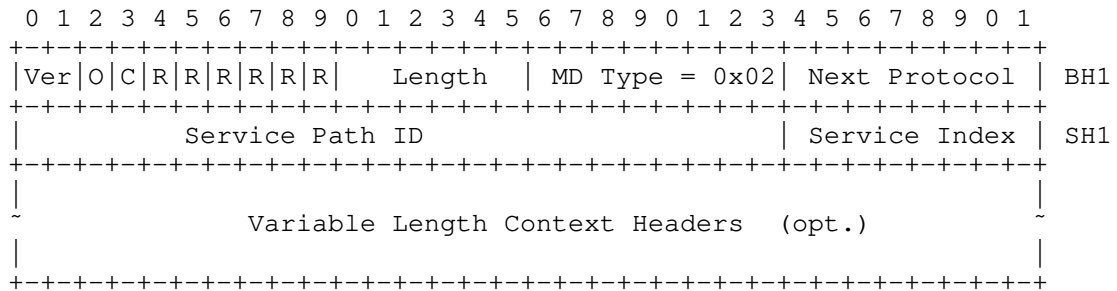 0 1 2 3 4 5 6 7 8 9 0 1 2 3 4 5 6 7 8 9 0 1 2 3 4 5 6 7 8 9 0 1
+-+-+-+-+-+-+-+-+-+-+-+-+-+-+-+-+-+-+-+-+-+-+-+-+-+-+-+-+-+-+-+-+
|Ver|O|C|R|R|R|R|R|R|   Length  | MD Type = 0x02| Next Protocol | BH1
+-+-+-+-+-+-+-+-+-+-+-+-+-+-+-+-+-+-+-+-+-+-+-+-+-+-+-+-+-+-+-+-+
|          Service Path ID                      | Service Index | SH1
+-+-+-+-+-+-+-+-+-+-+-+-+-+-+-+-+-+-+-+-+-+-+-+-+-+-+-+-+-+-+-+-+
|                                                               |
~              Variable Length Context Headers  (opt.)          ~
|                                                               |
+-+-+-+-+-+-+-+-+-+-+-+-+-+-+-+-+-+-+-+-+-+-+-+-+-+-+-+-+-+-+-+-+